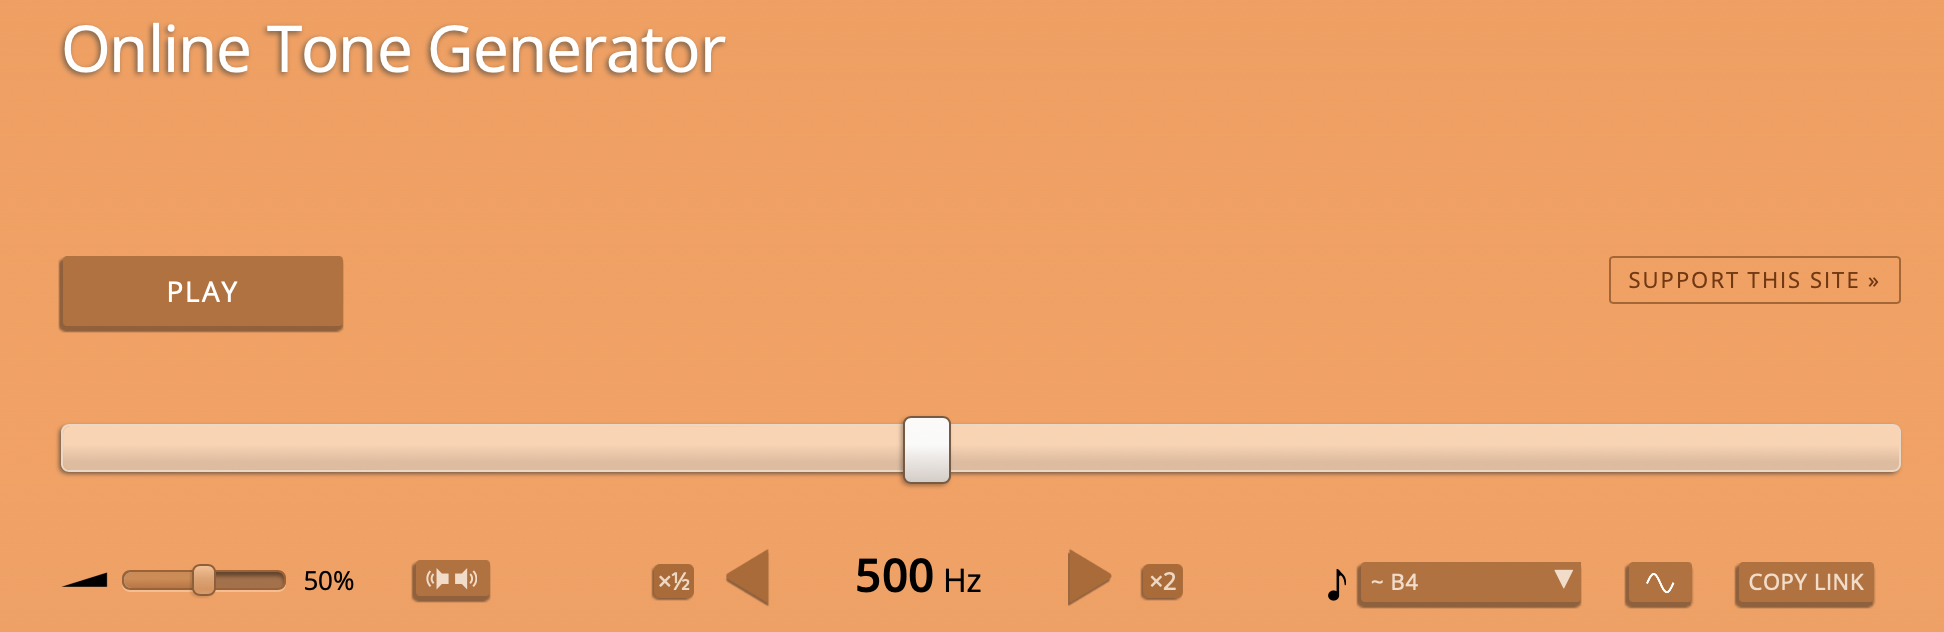 Online Tone Generator
PLAY
SUPPORT THIS SITE »
50%
×½
500 Hz
×2
~ B4
COPY LINK